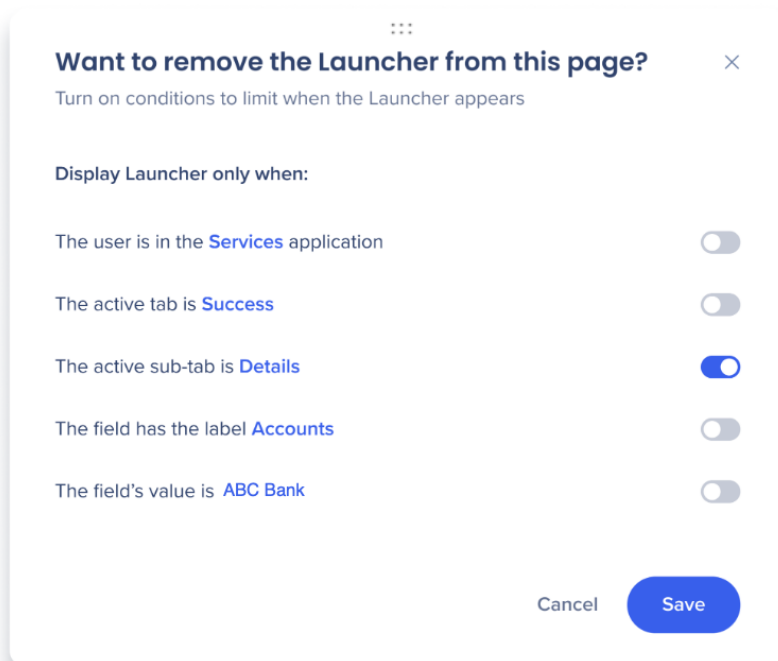 Want to remove the Launcher from this page?
Turn on conditions to limit when the Launcher appears
Display Launcher only when:
The user is in the Services application
The active tab is Success
The active sub-tab is Details
The field has the label Accounts
The field’s value is ABC Bank
Cancel Save